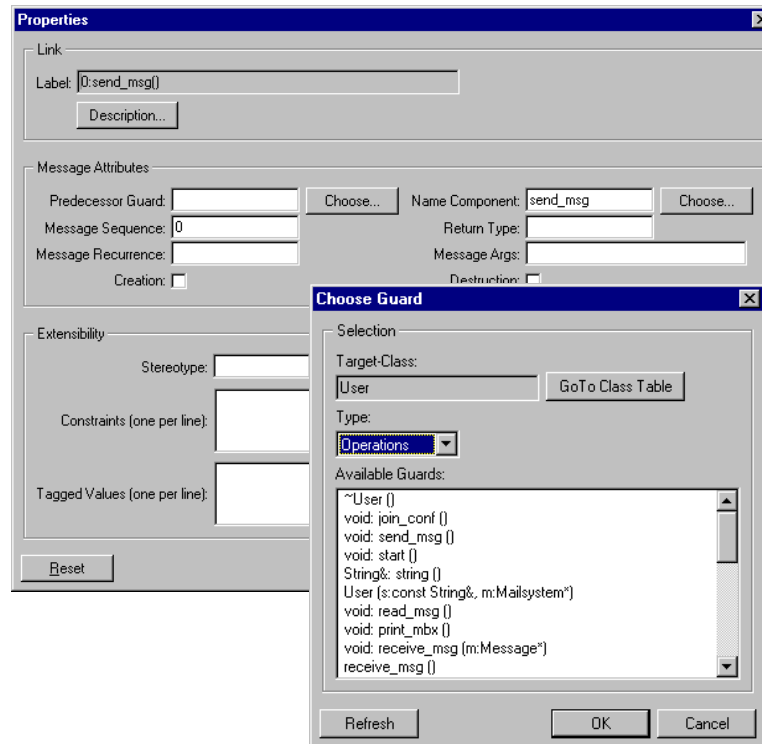 Properties
Link
Label: 0:send_msg()
Description...
Message Attributes
Predecessor Guard: Choose... Name Component: send_msg Choose...
Message Sequence: 0 Return Type:
Message Recurrence: Message Args:
Creation: Destruction:
Choose Guard
Extensibility
Stereotype:
Constraints (one per line):
Tagged Values (one per line):
Reset
Selection
Target-Class:
User GoTo Class Table
Type:
Operations
Available Guards:
~User ()
void: join_conf ()
void: send_msg ()
void: start ()
String&: string ()
User (s:const String&, m:Mailsystem*)
void: read_msg ()
void: print_mbx ()
void: receive_msg (m:Message*)
receive_msg ()
Refresh OK Cancel